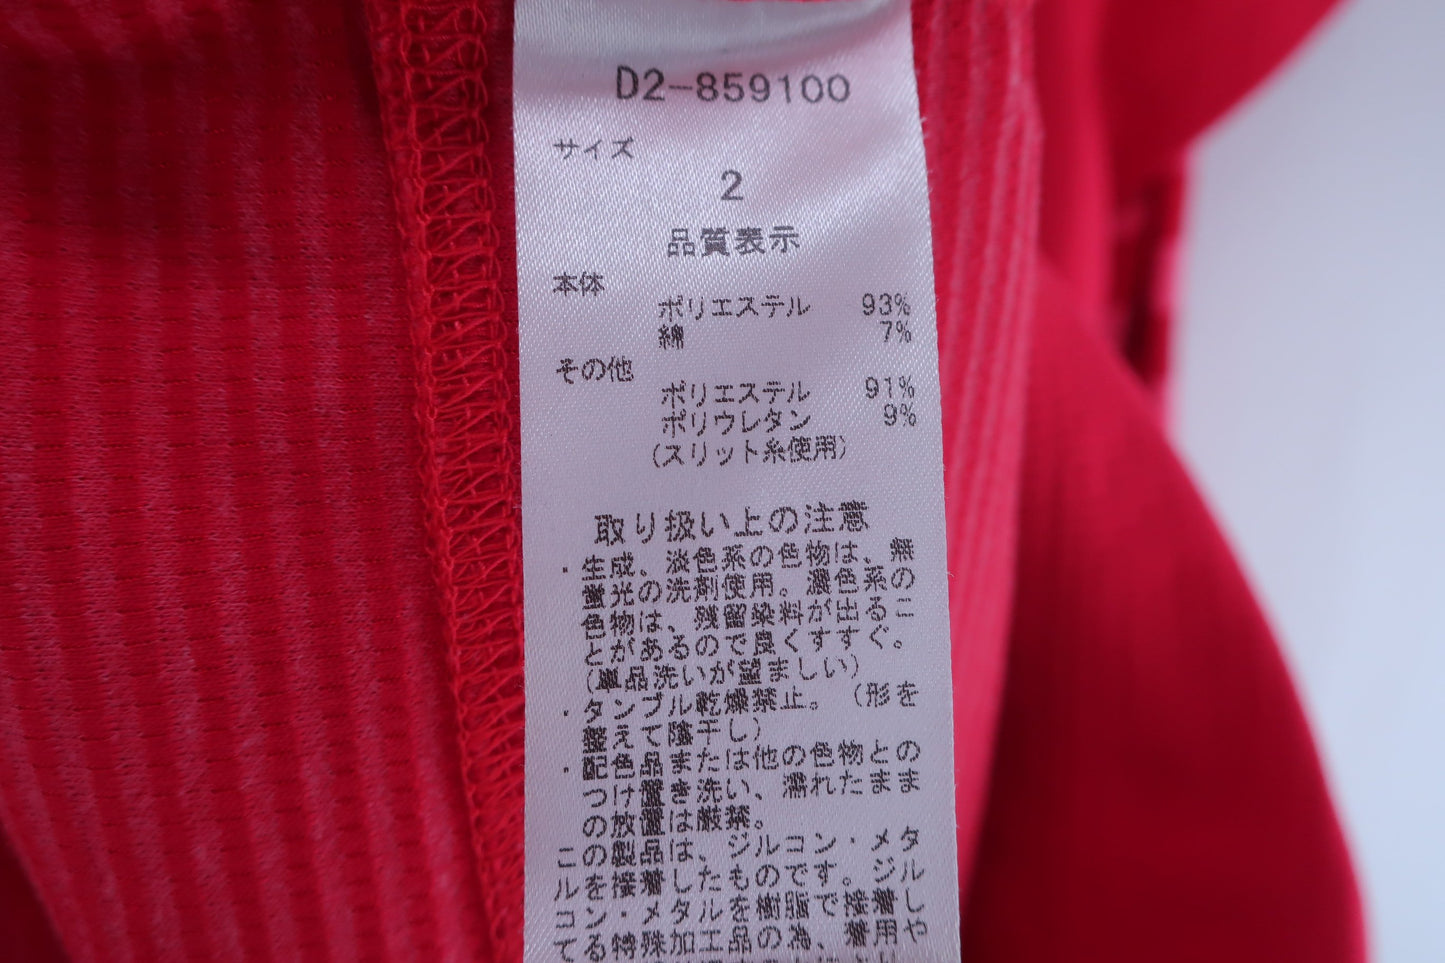 D2-859100
サイズ
2
品質表示
本体
ポリエステル 93%
綿 7%
その他
ポリエステル 91%
ポリウレタン 9%
(スリット糸使用)
取り扱い上の注意
・生成、淡色系の色物は、無
蛍光の洗剤使用。濃色系の
色物は、残留染料が出るこ
とがあるので良くすすぐ。
(単品洗いが望ましい)
・タンブル乾燥禁止。(形を
整えて陰干し)
・配色品または他の色物との
つけ置き洗い、濡れたまま
の放置は厳禁。
この製品は、ジルコン・メタ
ルを接着したものです。ジル
コン・メタルを樹脂で接着し
てる特殊加工品の為、着用や